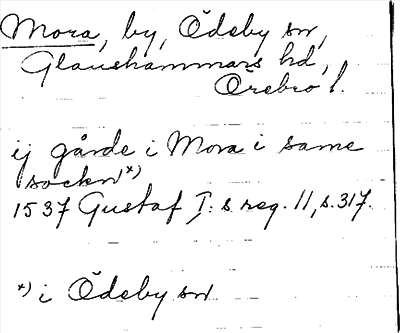 Mora, by, Ödeby sn,
Glanshammars hd,
Örebro l.
ij gårde i Mora i same
sockn *)
1537 Gustaf I:s reg. 11, s. 317.
*) i Ödeby sn